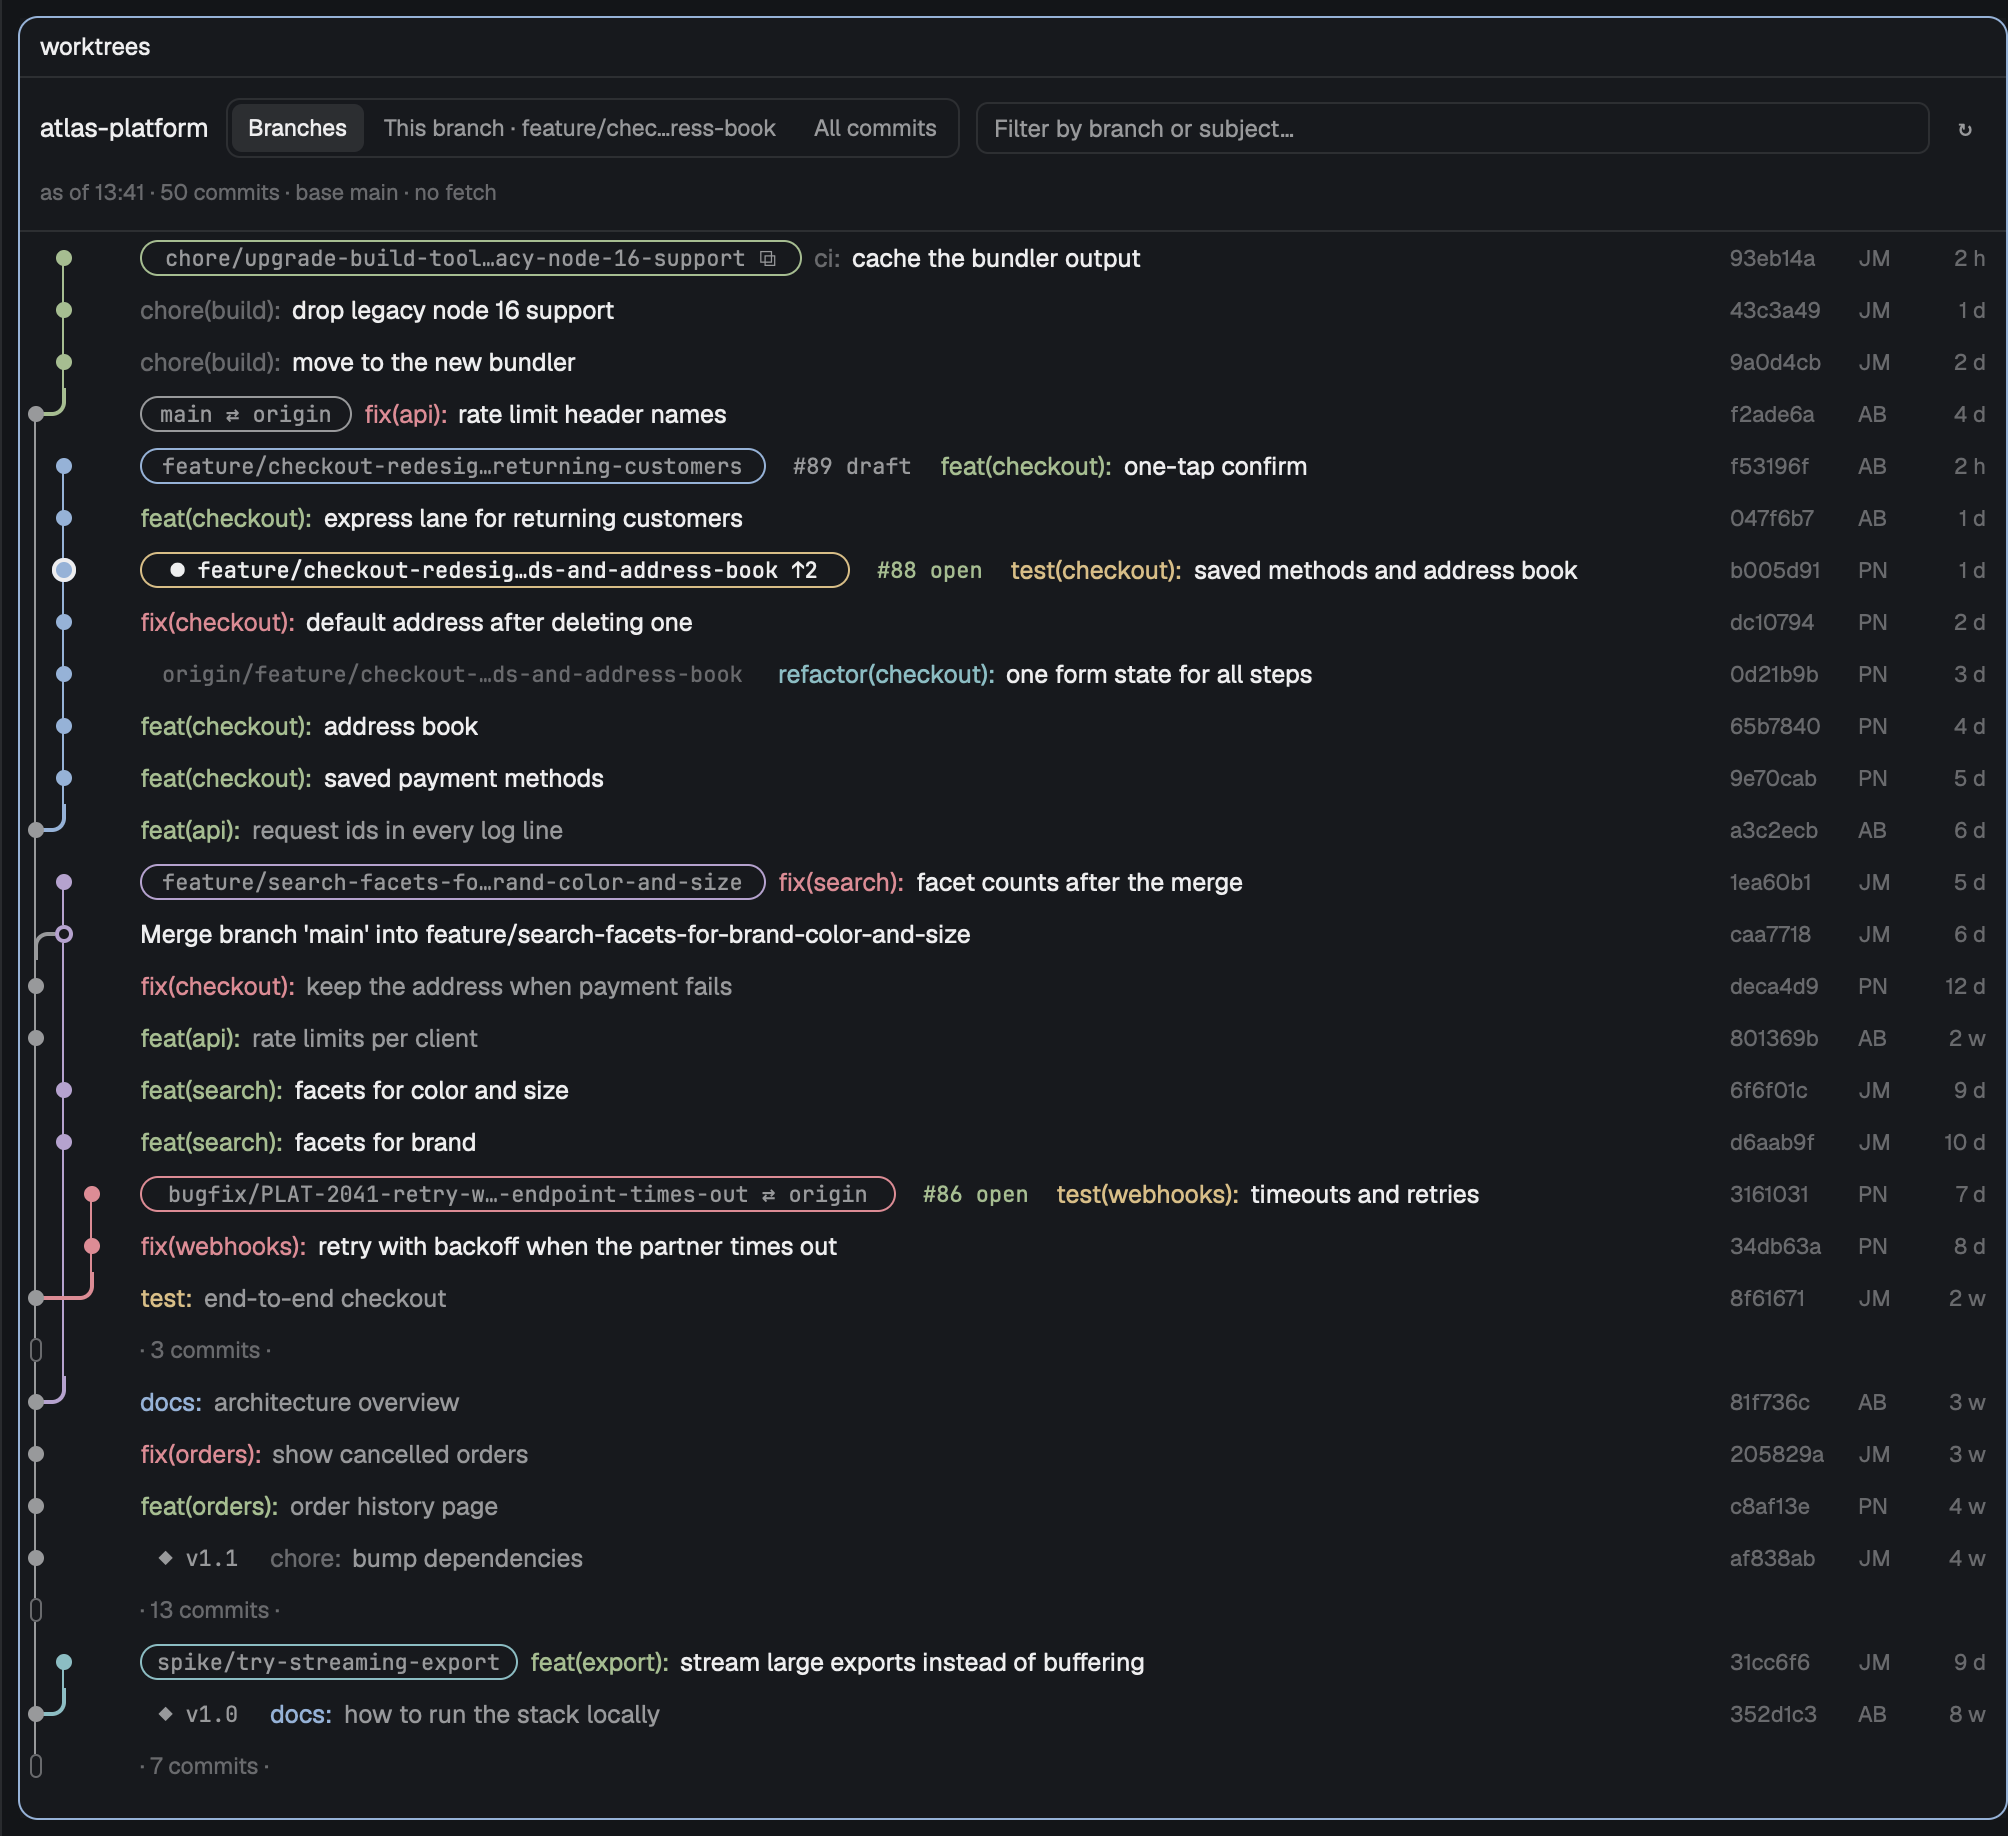 worktrees
atlas-platform Branches This branch · feature/chec…ress-book All commits Filter by branch or subject… ↻
as of 13:41 · 50 commits · base main · no fetch
chore/upgrade-build-tool…acy-node-16-support ci: cache the bundler output 93eb14a JM 2 h
chore(build): drop legacy node 16 support 43c3a49 JM 1 d
chore(build): move to the new bundler 9a0d4cb JM 2 d
main ⇄ origin fix(api): rate limit header names f2ade6a AB 4 d
feature/checkout-redesig…returning-customers #89 draft feat(checkout): one-tap confirm f53196f AB 2 h
feat(checkout): express lane for returning customers 047f6b7 AB 1 d
● feature/checkout-redesig…ds-and-address-book ↑2 #88 open test(checkout): saved methods and address book b005d91 PN 1 d
fix(checkout): default address after deleting one dc10794 PN 2 d
origin/feature/checkout-…ds-and-address-book refactor(checkout): one form state for all steps 0d21b9b PN 3 d
feat(checkout): address book 65b7840 PN 4 d
feat(checkout): saved payment methods 9e70cab PN 5 d
feat(api): request ids in every log line a3c2ecb AB 6 d
feature/search-facets-fo…rand-color-and-size fix(search): facet counts after the merge 1ea60b1 JM 5 d
Merge branch 'main' into feature/search-facets-for-brand-color-and-size caa7718 JM 6 d
fix(checkout): keep the address when payment fails deca4d9 PN 12 d
feat(api): rate limits per client 801369b AB 2 w
feat(search): facets for color and size 6f6f01c JM 9 d
feat(search): facets for brand d6aab9f JM 10 d
bugfix/PLAT-2041-retry-w…-endpoint-times-out ⇄ origin #86 open test(webhooks): timeouts and retries 3161031 PN 7 d
fix(webhooks): retry with backoff when the partner times out 34db63a PN 8 d
test: end-to-end checkout 8f61671 JM 2 w
· 3 commits ·
docs: architecture overview 81f736c AB 3 w
fix(orders): show cancelled orders 205829a JM 3 w
feat(orders): order history page c8af13e PN 4 w
◆ v1.1 chore: bump dependencies af838ab JM 4 w
· 13 commits ·
spike/try-streaming-export feat(export): stream large exports instead of buffering 31cc6f6 JM 9 d
◆ v1.0 docs: how to run the stack locally 352d1c3 AB 8 w
· 7 commits ·